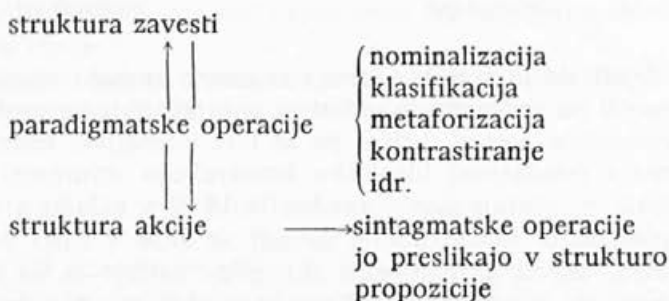 struktura zavesti
nominalizacija
klasifikacija
paradigmatske operacije metaforizacija
kontrastiranje
idr.
struktura akcije → sintagmatske operacije
jo preslikajo v strukturo
propozicije